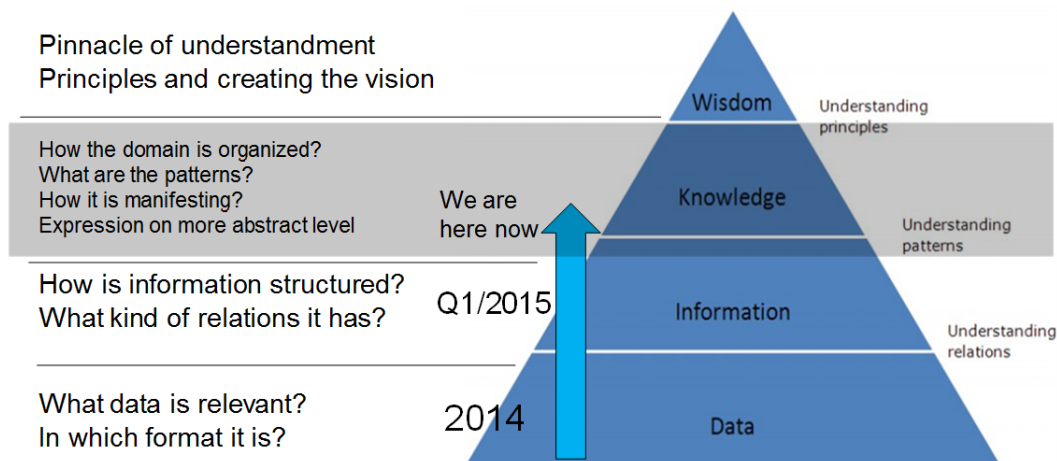 Pinnacle of understandment
Principles and creating the vision
Wisdom
Understanding
principles
How the domain is organized?
What are the patterns?
How it is manifesting?
Expression on more abstract level
We are
here now
Knowledge
Understanding
patterns
How is information structured?
What kind of relations it has?
Q1/2015
Information
Understanding
relations
What data is relevant?
In which format it is?
2014
Data